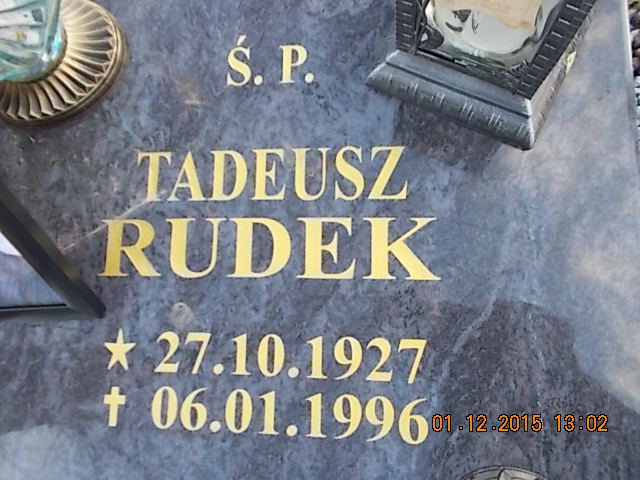 Ś. P.
TADEUSZ
RUDEK
★ 27.10.1927
✝ 06.01.1996
01.12.2015 13:02